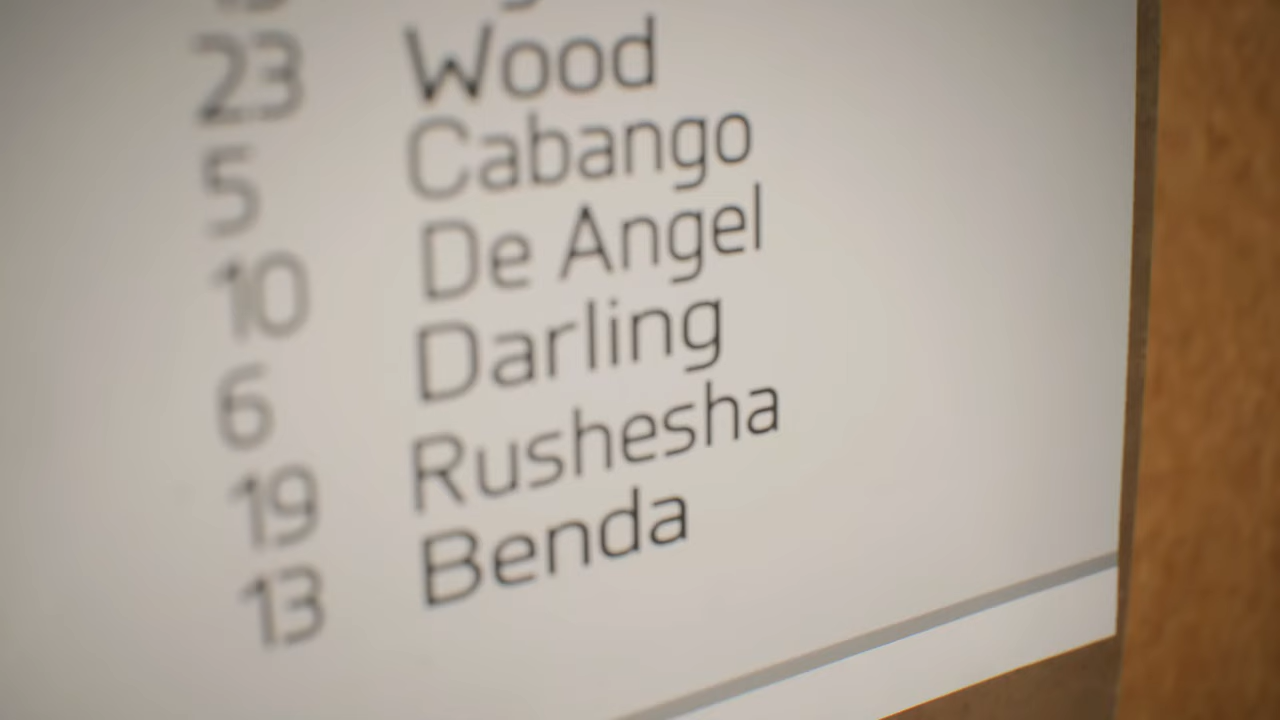 23 Wood
5 Cabango
10 De Angel
6 Darling
19 Rushesha
13 Benda